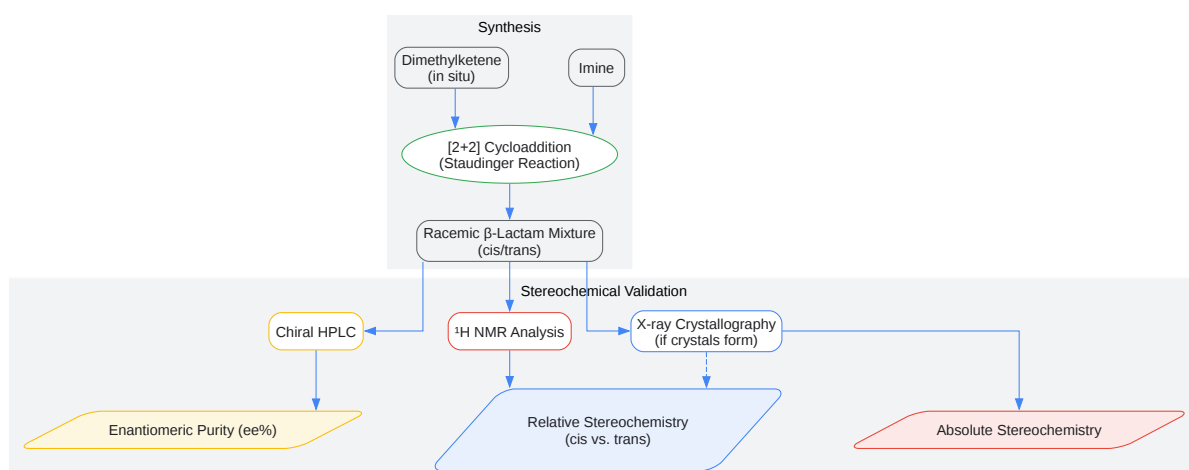 Synthesis
Dimethylketene
(in situ)
Imine
[2+2] Cycloaddition
(Staudinger Reaction)
Racemic β-Lactam Mixture
(cis/trans)
Stereochemical Validation
Chiral HPLC
¹H NMR Analysis
X-ray Crystallography
(if crystals form)
Enantiomeric Purity (ee%)
Relative Stereochemistry
(cis vs. trans)
Absolute Stereochemistry